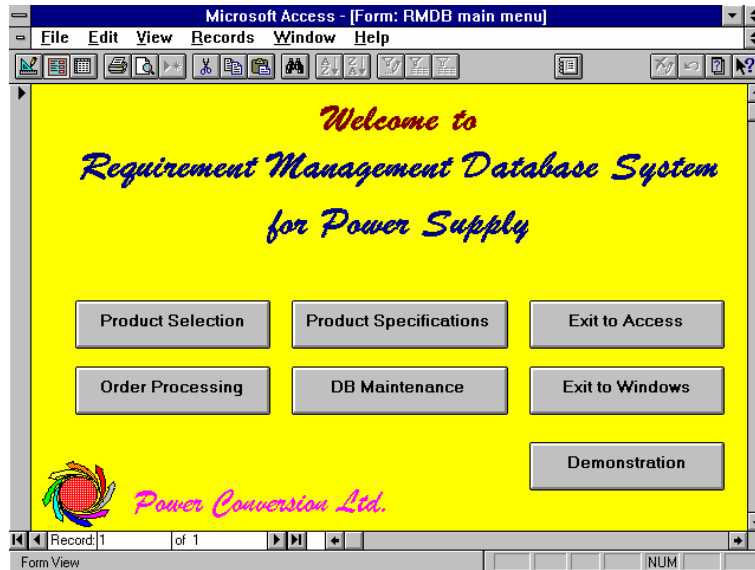 Microsoft Access - [Form: RMDB main menu]
File Edit View Records Window Help
Welcome to
Requirement Management Database System
for Power Supply
Product Selection Product Specifications Exit to Access
Order Processing DB Maintenance Exit to Windows
Demonstration
Power Conversion Ltd.
Record: 1 of 1
Form View NUM